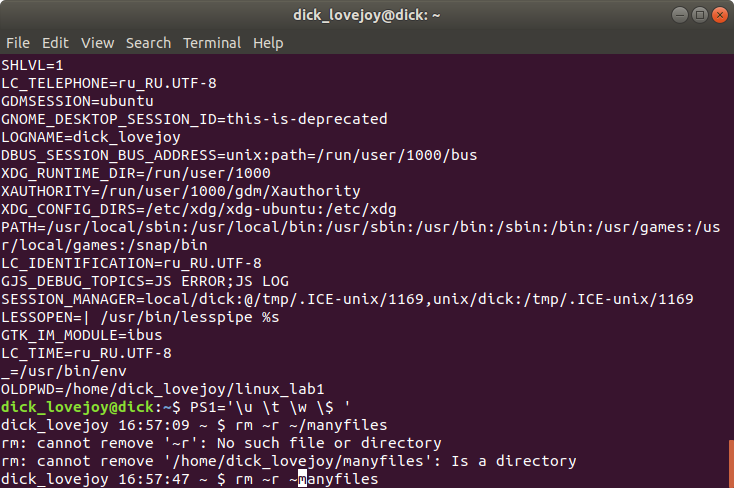 dick_lovejoy@dick: ~
File Edit View Search Terminal Help
SHLVL=1
LC_TELEPHONE=ru_RU.UTF-8
GDMSESSION=ubuntu
GNOME_DESKTOP_SESSION_ID=this-is-deprecated
LOGNAME=dick_lovejoy
DBUS_SESSION_BUS_ADDRESS=unix:path=/run/user/1000/bus
XDG_RUNTIME_DIR=/run/user/1000
XAUTHORITY=/run/user/1000/gdm/Xauthority
XDG_CONFIG_DIRS=/etc/xdg/xdg-ubuntu:/etc/xdg
PATH=/usr/local/sbin:/usr/local/bin:/usr/sbin:/usr/bin:/sbin:/bin:/usr/games:/us
r/local/games:/snap/bin
LC_IDENTIFICATION=ru_RU.UTF-8
GJS_DEBUG_TOPICS=JS ERROR;JS LOG
SESSION_MANAGER=local/dick:@/tmp/.ICE-unix/1169,unix/dick:/tmp/.ICE-unix/1169
LESSOPEN=| /usr/bin/lesspipe %s
GTK_IM_MODULE=ibus
LC_TIME=ru_RU.UTF-8
_=/usr/bin/env
OLDPWD=/home/dick_lovejoy/linux_lab1
dick_lovejoy@dick:~$ PS1='\u \t \w \$ '
dick_lovejoy 16:57:09 ~ $ rm ~r ~/manyfiles
rm: cannot remove '~r': No such file or directory
rm: cannot remove '/home/dick_lovejoy/manyfiles': Is a directory
dick_lovejoy 16:57:47 ~ $ rm ~r ~manyfiles